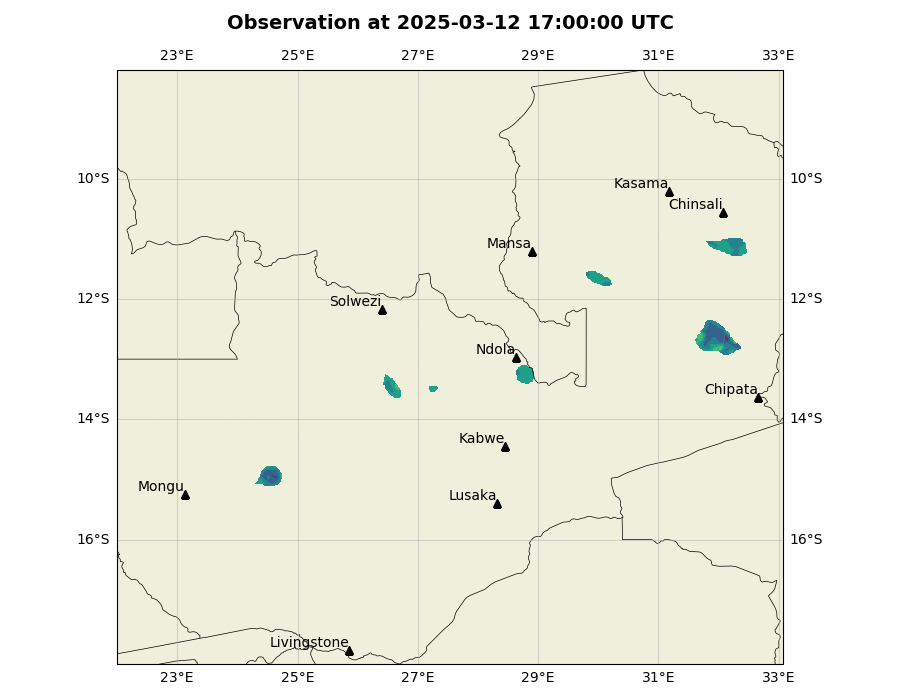 Observation at 2025-03-12 17:00:00 UTC
23°E 25°E 27°E 29°E 31°E 33°E
10°S 10°S
Kasama
Chinsali
Mansa
12°S 12°S
Solwezi
Ndola
Chipata
14°S 14°S
Kabwe
Mongu
Lusaka
16°S 16°S
Livingstone
23°E 25°E 27°E 29°E 31°E 33°E